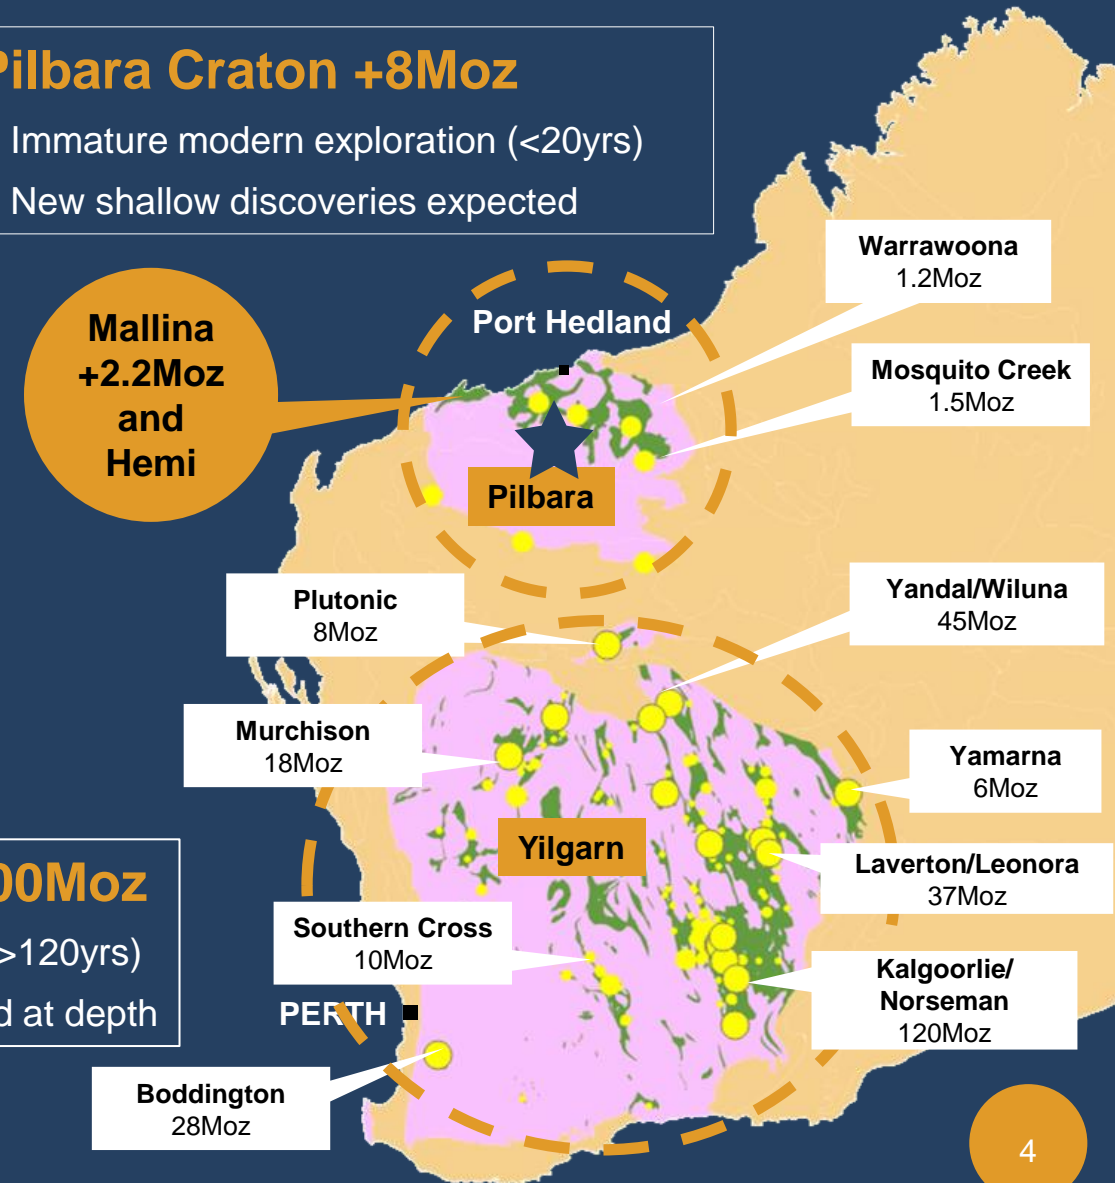 Pilbara Craton +8Moz
Immature modern exploration (<20yrs)
New shallow discoveries expected
Warrawoona
1.2Moz
Port Hedland
Mallina
+2.2Moz
and
Hemi
Mosquito Creek
1.5Moz
Pilbara
Plutonic
8Moz
Yandal/Wiluna
45Moz
Murchison
18Moz
Yamarna
6Moz
Yilgarn
00Moz
>120yrs)
d at depth
Laverton/Leonora
37Moz
Southern Cross
10Moz
Kalgoorlie/
Norseman
120Moz
PERTH
Boddington
28Moz
4